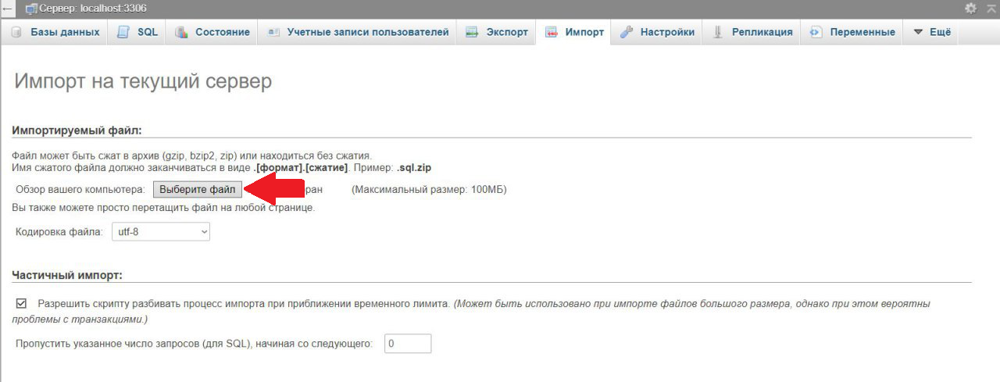 Сервер: localhost:3306
Базы данных SQL Состояние Учетные записи пользователей Экспорт Импорт Настройки Репликация Переменные Ещё
Импорт на текущий сервер
Импортируемый файл:
Файл может быть сжат в архив (gzip, bzip2, zip) или находиться без сжатия.
Имя сжатого файла должно заканчиваться в виде .[формат].[сжатие]. Пример: .sql.zip
Обзор вашего компьютера: Выберите файл ран (Максимальный размер: 100МБ)
Вы также можете просто перетащить файл на любой странице.
Кодировка файла: utf-8
Частичный импорт:
Разрешить скрипту разбивать процесс импорта при приближении временного лимита. (Может быть использовано при импорте файлов большого размера, однако при этом вероятны
проблемы с транзакциями.)
Пропустить указанное число запросов (для SQL), начиная со следующего: 0